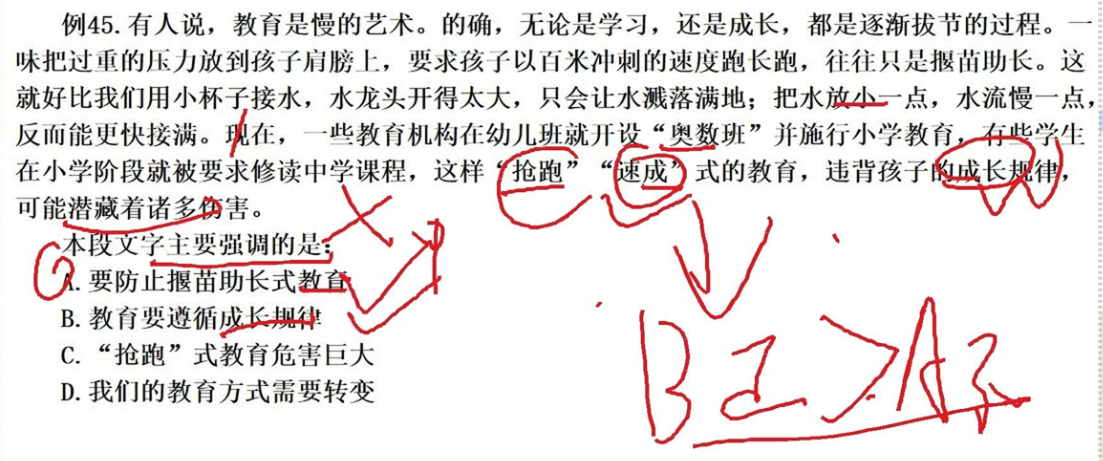 例45.有人说，教育是慢的艺术。的确，无论是学习，还是成长，都是逐渐拔节的过程。一
味把过重的压力放到孩子肩膀上，要求孩子以百米冲刺的速度跑长跑，往往只是揠苗助长。这
就好比我们用小杯子接水，水龙头开得太大，只会让水溅落满地；把水放小一点，水流慢一点，
反而能更快接满。现在，一些教育机构在幼儿班就开设“奥数班”并施行小学教育，有些学生
在小学阶段就被要求修读中学课程，这样“抢跑”“速成”式的教育，违背孩子的成长规律，
可能潜藏着诸多伤害。
本段文字主要强调的是：
A.要防止揠苗助长式教育
B.教育要遵循成长规律
C.“抢跑”式教育危害巨大
D.我们的教育方式需要转变
B正>A反